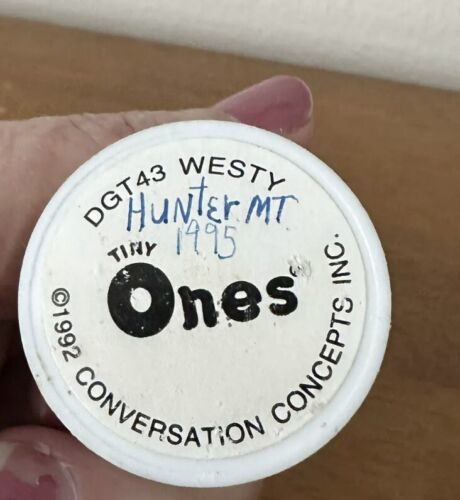 DGT43 WESTY
HUNTER MT
1995
TINY
Ones®
©1992 CONVERSATION CONCEPTS INC.